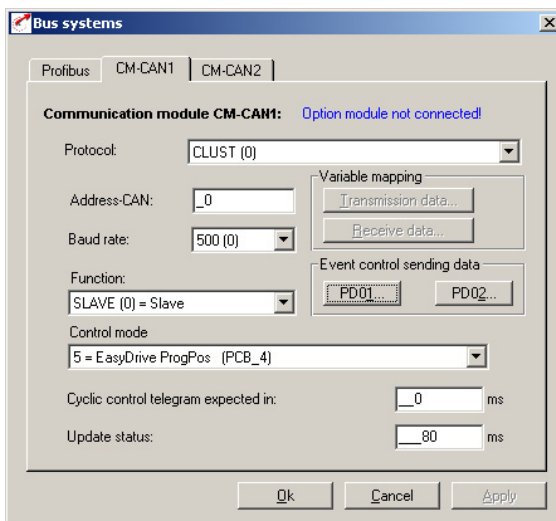 Bus systems
Profibus CM-CAN1 CM-CAN2
Communication module CM-CAN1: Option module not connected!
Protocol: CLUST (0)
Variable mapping
Address-CAN: _0 Transmission data...
Baud rate: 500 (0) Receive data...
Event control sending data
Function:
SLAVE (0) = Slave PD01... PD02...
Control mode
5 = EasyDrive ProgPos (PCB_4)
Cyclic control telegram expected in: __0 ms
Update status: ___80 ms
Ok Cancel Apply